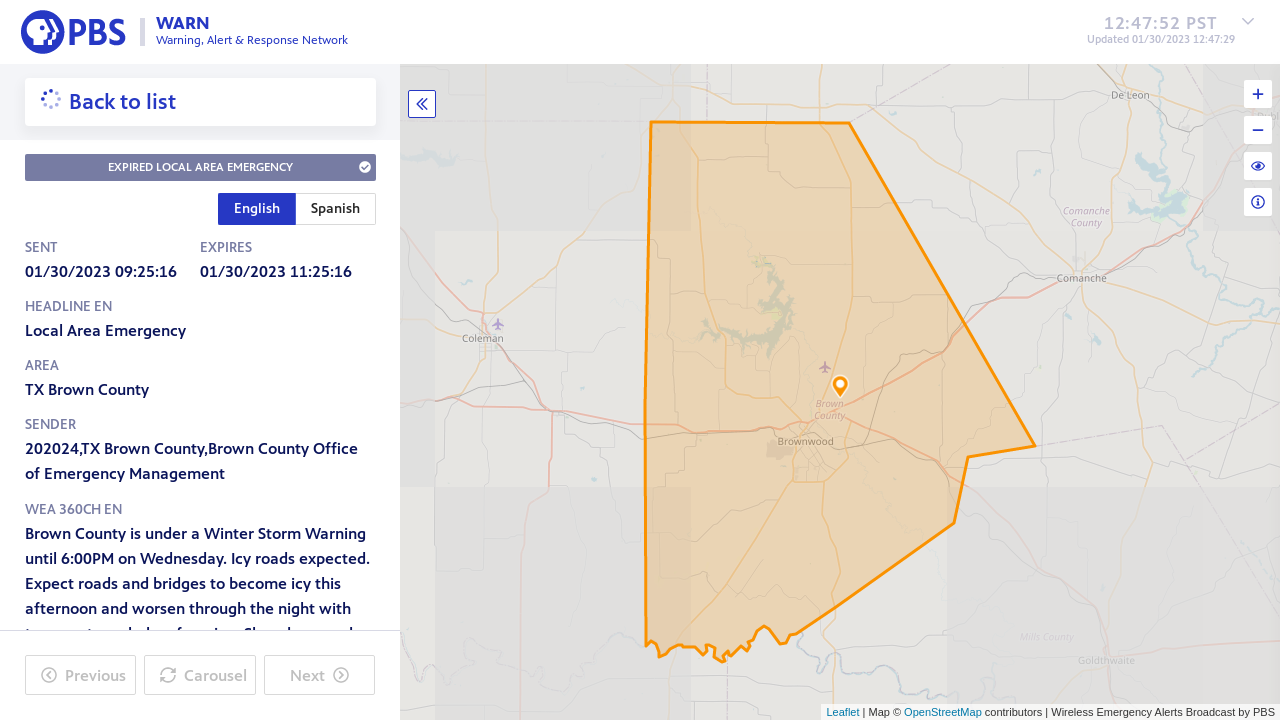 PBS
WARN
Warning, Alert & Response Network
12:47:52 PST
Updated 01/30/2023 12:47:29
Back to list
EXPIRED LOCAL AREA EMERGENCY
English
Spanish
SENT
EXPIRES
01/30/2023 09:25:16
01/30/2023 11:25:16
HEADLINE EN
Local Area Emergency
AREA
TX Brown County
SENDER
202024,TX Brown County,Brown County Office
of Emergency Management
WEA 360CH EN
Brown County is under a Winter Storm Warning
until 6:00PM on Wednesday. Icy roads expected.
Expect roads and bridges to become icy this
afternoon and worsen through the night with
Previous
Carousel
Next
De Leon
Comanche
County
Comanche
Coleman
Brown
County
Brownwood
Mills County
Goldthwaite
Leaflet | Map © OpenStreetMap contributors | Wireless Emergency Alerts Broadcast by PBS